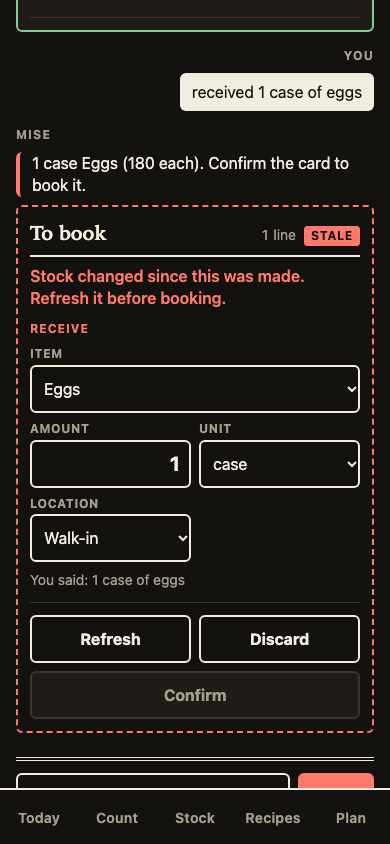 YOU
received 1 case of eggs
MISE
1 case Eggs (180 each). Confirm the card to
book it.
To book
1 line STALE
Stock changed since this was made.
Refresh it before booking.
RECEIVE
ITEM
Eggs
AMOUNT UNIT
1 case
LOCATION
Walk-in
You said: 1 case of eggs
Refresh Discard
Confirm
Today Count Stock Recipes Plan